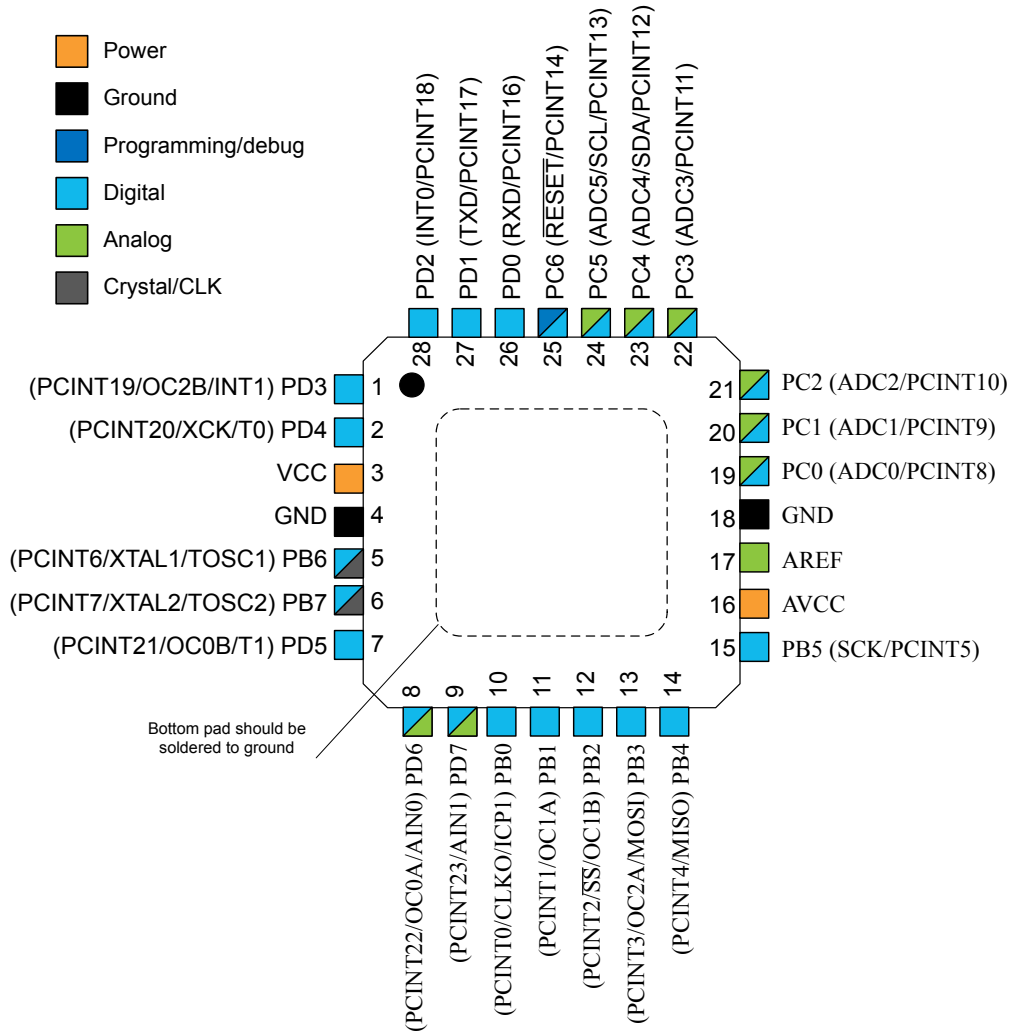 Power
Ground
Programming/debug
Digital
Analog
Crystal/CLK
PD2 (INT0/PCINT18)
PD1 (TXD/PCINT17)
PD0 (RXD/PCINT16)
PC6 (RESET/PCINT14)
PC5 (ADC5/SCL/PCINT13)
PC4 (ADC4/SDA/PCINT12)
PC3 (ADC3/PCINT11)
28
27
26
25
24
23
22
(PCINT19/OC2B/INT1) PD3 1
(PCINT20/XCK/T0) PD4 2
VCC 3
GND 4
(PCINT6/XTAL1/TOSC1) PB6 5
(PCINT7/XTAL2/TOSC2) PB7 6
(PCINT21/OC0B/T1) PD5 7
21 PC2 (ADC2/PCINT10)
20 PC1 (ADC1/PCINT9)
19 PC0 (ADC0/PCINT8)
18 GND
17 AREF
16 AVCC
15 PB5 (SCK/PCINT5)
8
9
10
11
12
13
14
(PCINT22/OC0A/AIN0) PD6
(PCINT23/AIN1) PD7
(PCINT0/CLKO/ICP1) PB0
(PCINT1/OC1A) PB1
(PCINT2/SS/OC1B) PB2
(PCINT3/OC2A/MOSI) PB3
(PCINT4/MISO) PB4
Bottom pad should be
soldered to ground